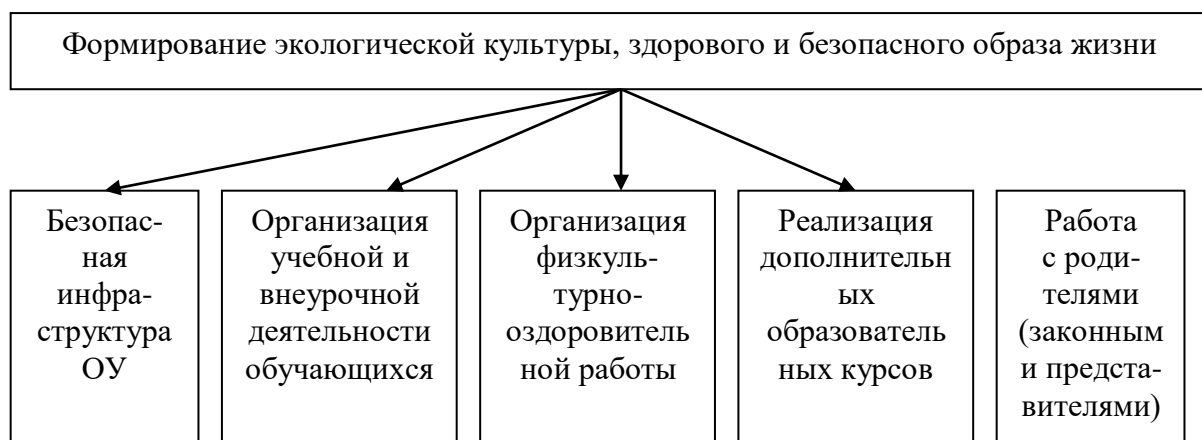 Формирование экологической культуры, здорового и безопасного образа жизни
Безопас-
ная
инфра-
структура
ОУ
Организация
учебной и
внеурочной
деятельности
обучающихся
Организация
физкуль-
турно-
оздоровитель
ной работы
Реализация
дополнительн
ых
образователь
ных курсов
Работа
с роди-
телями
(законным
и предста-
вителями)